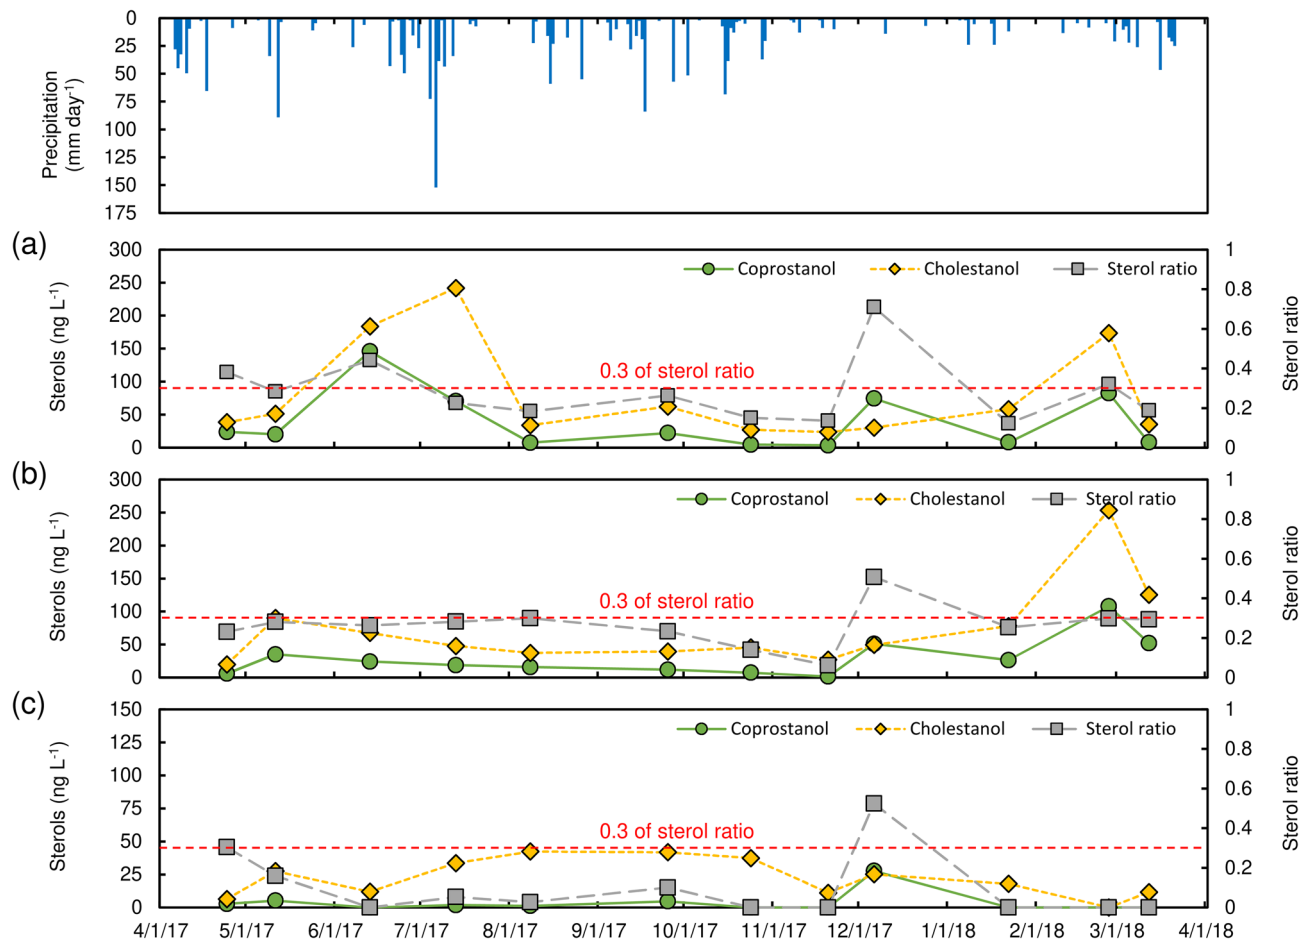 0
25
50
75
100
125
150
175
Precipitation
(mm day-1)
(a)
300
250
200
150
100
50
0
Sterols (ng L-1)
Coprostanol
Cholestanol
Sterol ratio
0.3 of sterol ratio
1
0.8
0.6
0.4
0.2
0
Sterol ratio
(b)
300
250
200
150
100
50
0
Sterols (ng L-1)
Coprostanol
Cholestanol
Sterol ratio
0.3 of sterol ratio
1
0.8
0.6
0.4
0.2
0
Sterol ratio
(c)
150
125
100
75
50
25
0
Sterols (ng L-1)
Coprostanol
Cholestanol
Sterol ratio
0.3 of sterol ratio
1
0.8
0.6
0.4
0.2
0
Sterol ratio
4/1/17 5/1/17 6/1/17 7/1/17 8/1/17 9/1/17 10/1/17 11/1/17 12/1/17 1/1/18 2/1/18 3/1/18 4/1/18